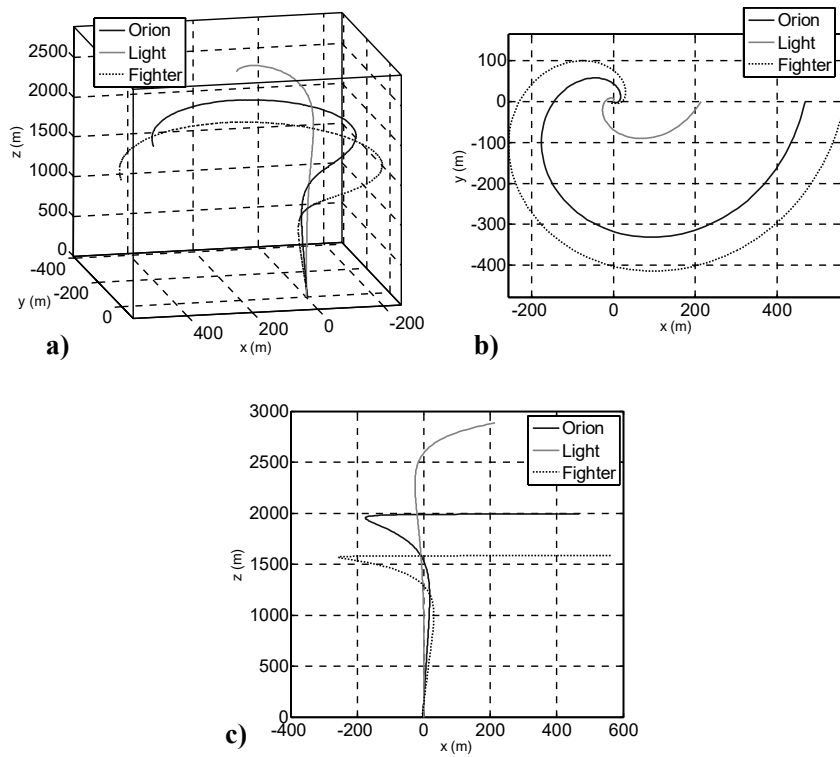 Orion
Light
Fighter
2500
2000
1500
1000
500
0
z (m)
-400
-200
0
y (m)
400
200
0
-200
x (m)
a)
Orion
Light
Fighter
100
0
-100
-200
-300
-400
y (m)
-200
0
200
400
x (m)
b)
3000
2500
2000
1500
1000
500
0
z (m)
Orion
Light
Fighter
-400
-200
0
200
400
600
x (m)
c)